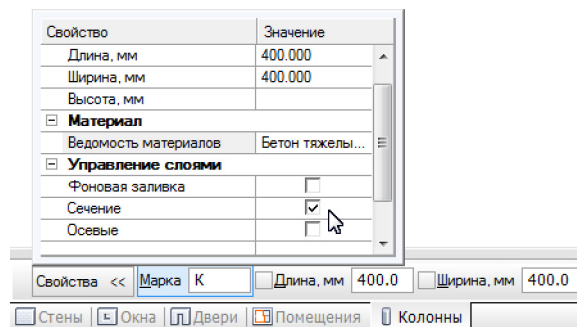 Свойство Значение
Длина, мм 400.000
Ширина, мм 400.000
Высота, мм
Материал
Ведомость материалов Бетон тяжелы...
Управление слоями
Фоновая заливка
Сечение
Осевые
Свойства << Марка К Длина, мм 400.0 Ширина, мм 400.0
Стены Окна Двери Помещения Колонны